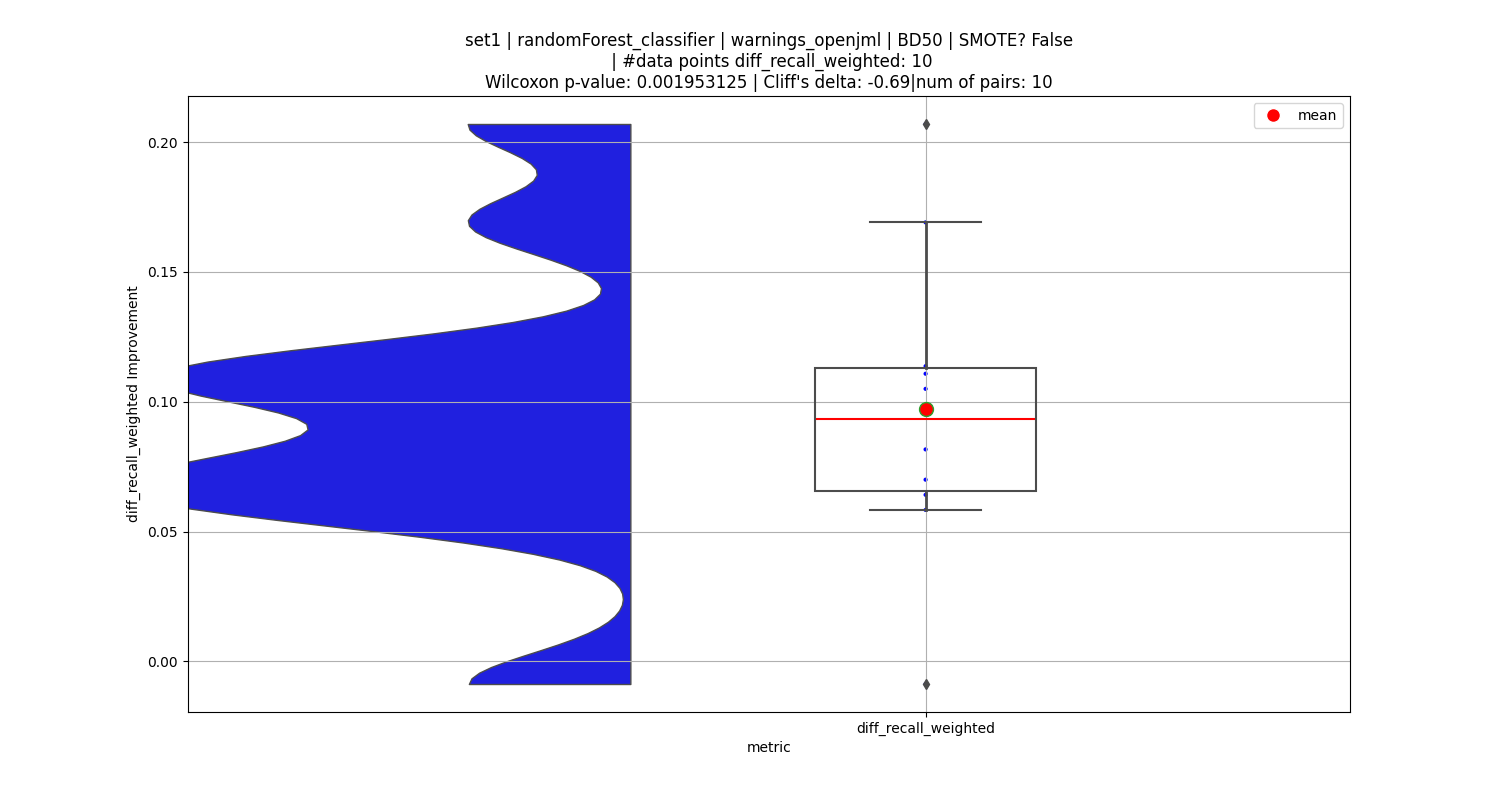 set1 | randomForest_classifier | warnings_openjml | BD50 | SMOTE? False
| #data points diff_recall_weighted: 10
Wilcoxon p-value: 0.001953125 | Cliff's delta: -0.69|num of pairs: 10
mean
0.20
0.15
0.10
0.05
0.00
diff_recall_weighted Improvement
diff_recall_weighted
metric